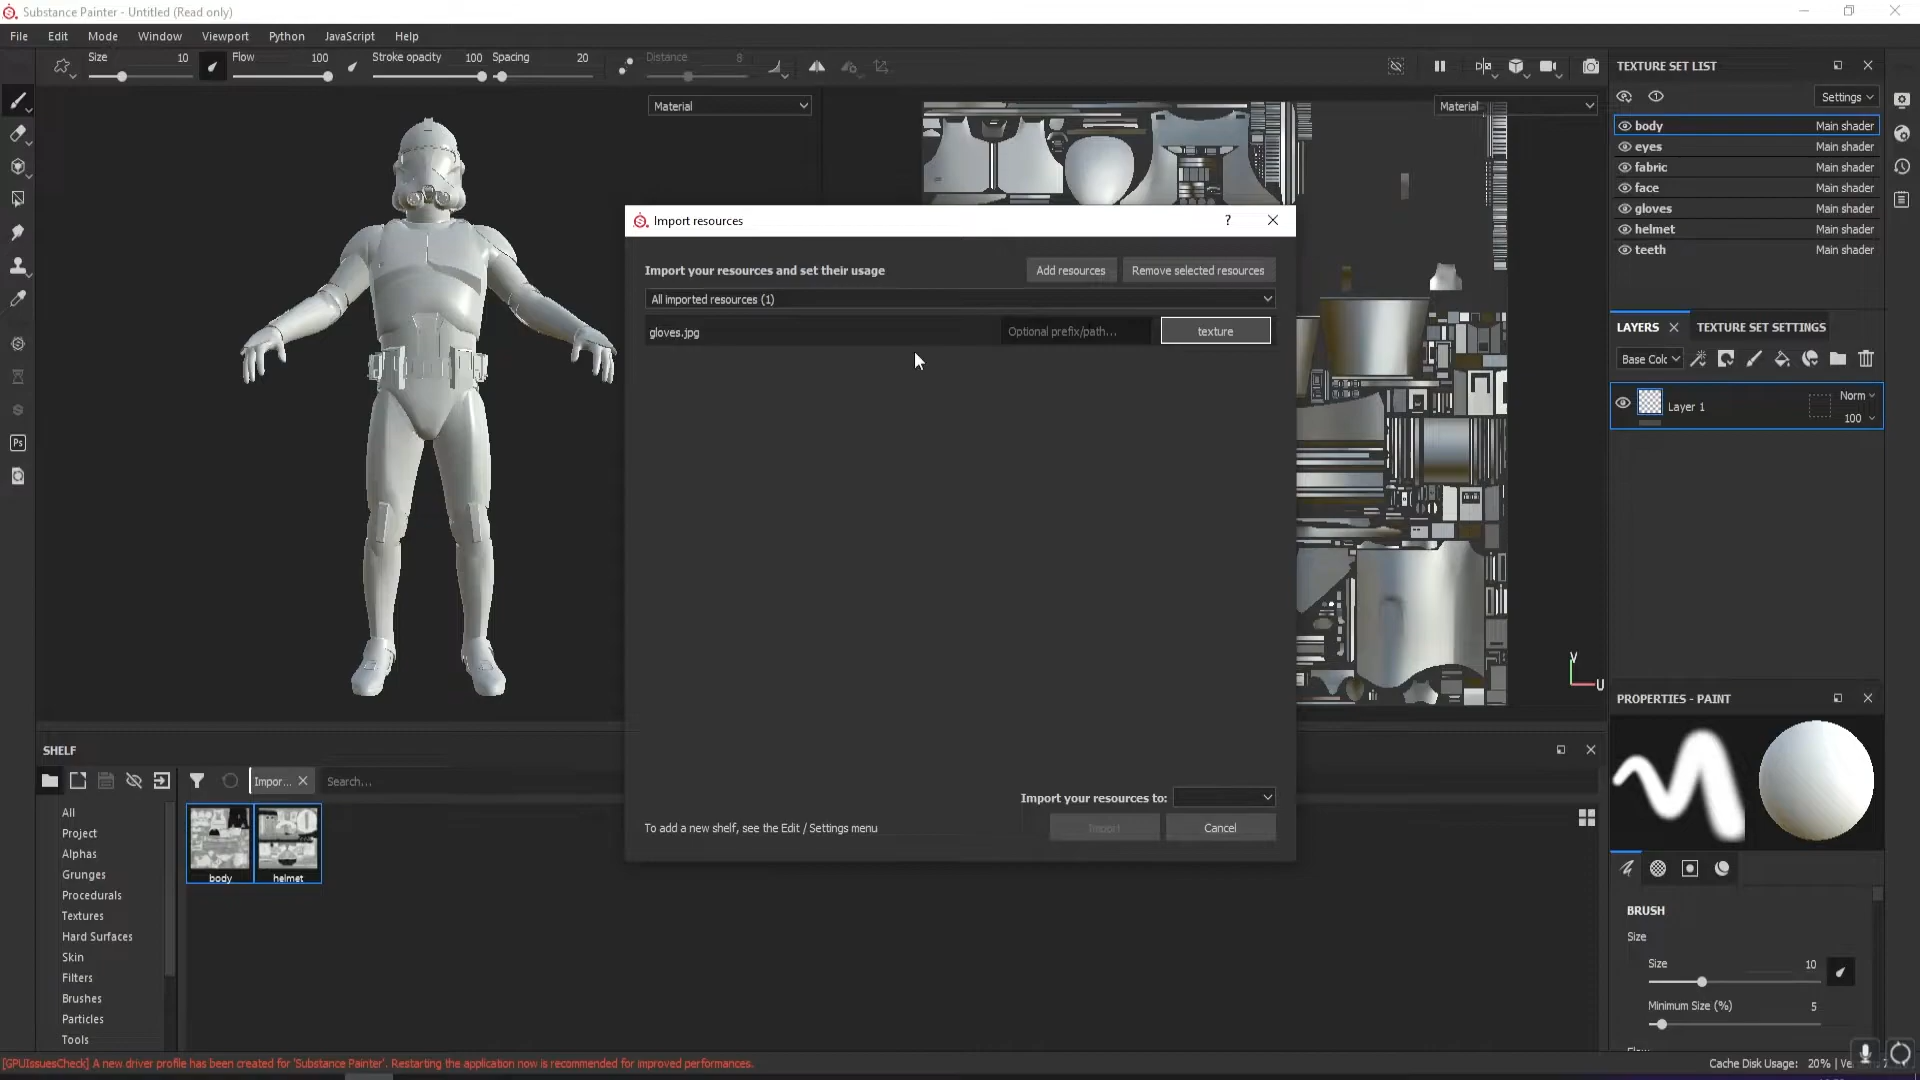 Substance Painter - Untitled (Read only)
File Edit Mode Window Viewport Python JavaScript Help
Size 10 Flow 100 Stroke opacity 100 Spacing 20 Distance 8
Material
Material
TEXTURE SET LIST
Settings
body Main shader
eyes Main shader
fabric Main shader
face Main shader
gloves Main shader
helmet Main shader
teeth Main shader
Import resources
?
Import your resources and set their usage
Add resources
Remove selected resources
All imported resources (1)
gloves.jpg
Optional prefix/path...
texture
Import your resources to:
To add a new shelf, see the Edit / Settings menu
Import
Cancel
V
U
LAYERS
TEXTURE SET SETTINGS
Base Colc
Norm
Layer 1
100
Ps
PROPERTIES - PAINT
BRUSH
Size
Size 10
Minimum Size (%) 5
SHELF
Impor...
Search...
All
Project
Alphas
Grunges
Procedurals
Textures
Hard Surfaces
Skin
Filters
Brushes
Particles
Tools
body
helmet
[GPUIssuesCheck] A new driver profile has been created for 'Substance Painter'. Restarting the application now is recommended for improved performances.
Cache Disk Usage: 20% |